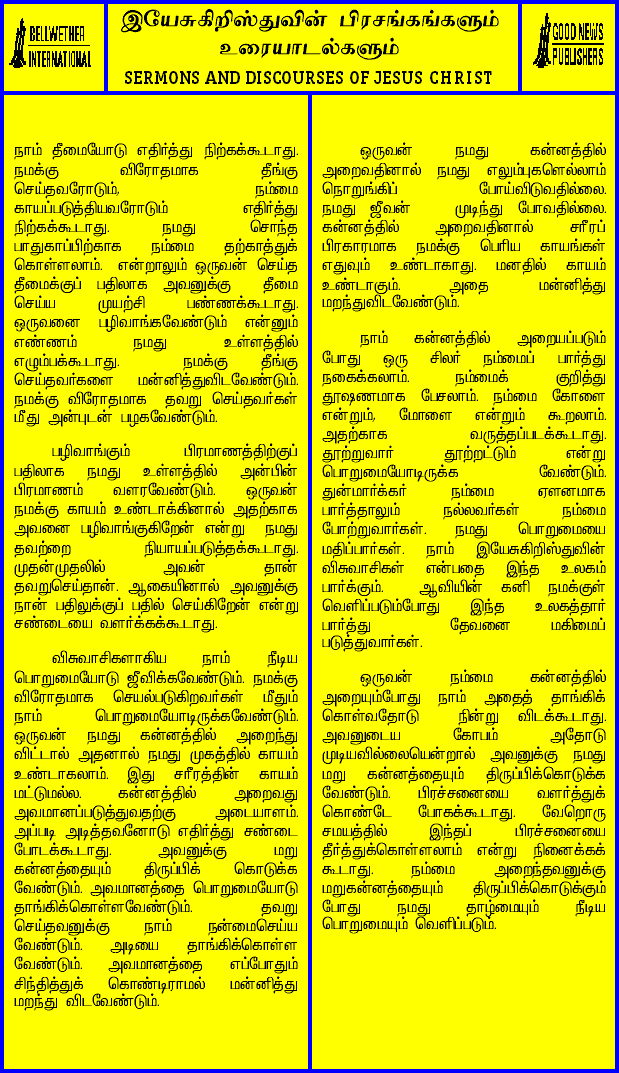 BELLWETHER
INTERNATIONAL
இயேசுகிறிஸ்துவின் பிரசங்கங்களும்
உரையாடல்களும்
SERMONS AND DISCOURSES OF JESUS CHRIST
GOOD NEWS
PUBLISHERS
நாம் தீமையோடு எதிர்த்து நிற்கக்கூடாது.
நமக்கு விரோதமாக தீங்கு
செய்தவரோடும், நம்மை
காயப்படுத்தியவரோடும் எதிர்த்து
நிற்கக்கூடாது. நமது சொந்த
பாதுகாப்பிற்காக நம்மை தற்காத்துக்
கொள்ளலாம். என்றாலும் ஒருவன் செய்த
தீமைக்குப் பதிலாக அவனுக்கு தீமை
செய்ய முயற்சி பண்ணக்கூடாது.
ஒருவனை பழிவாங்கவேண்டும் என்னும்
எண்ணம் நமது உள்ளத்தில்
எழும்பக்கூடாது. நமக்கு தீங்கு
செய்தவர்களை மன்னித்துவிடவேண்டும்.
நமக்கு விரோதமாக தவறு செய்தவர்கள்
மீது அன்புடன் பழகவேண்டும்.
பழிவாங்கும் பிரமாணத்திற்குப்
பதிலாக நமது உள்ளத்தில் அன்பின்
பிரமாணம் வளரவேண்டும். ஒருவன்
நமக்கு காயம் உண்டாக்கினால் அதற்காக
அவனை பழிவாங்குகிறேன் என்று நமது
தவற்றை நியாயப்படுத்தக்கூடாது.
முதன்முதலில் அவன் தான்
தவறுசெய்தான். ஆகையினால் அவனுக்கு
நான் பதிலுக்குப் பதில் செய்கிறேன் என்று
சண்டையை வளர்க்கக்கூடாது.
விசுவாசிகளாகிய நாம் நீடிய
பொறுமையோடு ஜீவிக்கவேண்டும். நமக்கு
விரோதமாக செயல்படுகிறவர்கள் மீதும்
நாம் பொறுமையோடிருக்கவேண்டும்.
ஒருவன் நமது கன்னத்தில் அறைந்து
விட்டால் அதனால் நமது முகத்தில் காயம்
உண்டாகலாம். இது சரீரத்தின் காயம்
மட்டுமல்ல. கன்னத்தில் அறைவது
அவமானப்படுத்துவதற்கு அடையாளம்.
அப்படி அடித்தவனோடு எதிர்த்து சண்டை
போடக்கூடாது. அவனுக்கு மறு
கன்னத்தையும் திருப்பிக் கொடுக்க
வேண்டும். அவமானத்தை பொறுமையோடு
தாங்கிக்கொள்ளவேண்டும். தவறு
செய்தவனுக்கு நாம் நன்மைசெய்ய
வேண்டும். அடியை தாங்கிக்கொள்ள
வேண்டும். அவமானத்தை எப்போதும்
சிந்தித்துக் கொண்டிராமல் மன்னித்து
மறந்து விடவேண்டும்.
ஒருவன் நமது கன்னத்தில்
அறைவதினால் நமது எலும்புகளெல்லாம்
நொறுங்கிப் போய்விடுவதில்லை.
நமது ஜீவன் முடிந்து போவதில்லை.
கன்னத்தில் அறைவதினால் சரீரப்
பிரகாரமாக நமக்கு பெரிய காயங்கள்
எதுவும் உண்டாகாது. மனதில் காயம்
உண்டாகும். அதை மன்னித்து
மறந்துவிடவேண்டும்.
நாம் கன்னத்தில் அறையப்படும்
போது ஒரு சிலர் நம்மைப் பார்த்து
நகைக்கலாம். நம்மைக் குறித்து
தூஷணமாக பேசலாம். நம்மை கோளை
என்றும், மோளை என்றும் கூறலாம்.
அதற்காக வருத்தப்படக்கூடாது.
தூற்றுவார் தூற்றட்டும் என்று
பொறுமையோடிருக்க வேண்டும்.
துன்மார்க்கர் நம்மை ஏளனமாக
பார்த்தாலும் நல்லவர்கள் நம்மை
போற்றுவார்கள். நமது பொறுமையை
மதிப்பார்கள். நாம் இயேசுகிறிஸ்துவின்
விசுவாசிகள் என்பதை இந்த உலகம்
பார்க்கும். ஆவியின் கனி நமக்குள்
வெளிப்படும்போது இந்த உலகத்தார்
பார்த்து தேவனை மகிமைப்
படுத்துவார்கள்.
ஒருவன் நம்மை கன்னத்தில்
அறையும்போது நாம் அதைத் தாங்கிக்
கொள்வதோடு நின்று விடக்கூடாது.
அவனுடைய கோபம் அதோடு
முடியவில்லையென்றால் அவனுக்கு நமது
மறு கன்னத்தையும் திருப்பிக்கொடுக்க
வேண்டும். பிரச்சனையை வளர்த்துக்
கொண்டே போகக்கூடாது. வேறொரு
சமயத்தில் இந்தப் பிரச்சனையை
தீர்த்துக்கொள்ளலாம் என்று நினைக்கக்
கூடாது. நம்மை அறைந்தவனுக்கு
மறுகன்னத்தையும் திருப்பிக்கொடுக்கும்
போது நமது தாழ்மையும் நீடிய
பொறுமையும் வெளிப்படும்.